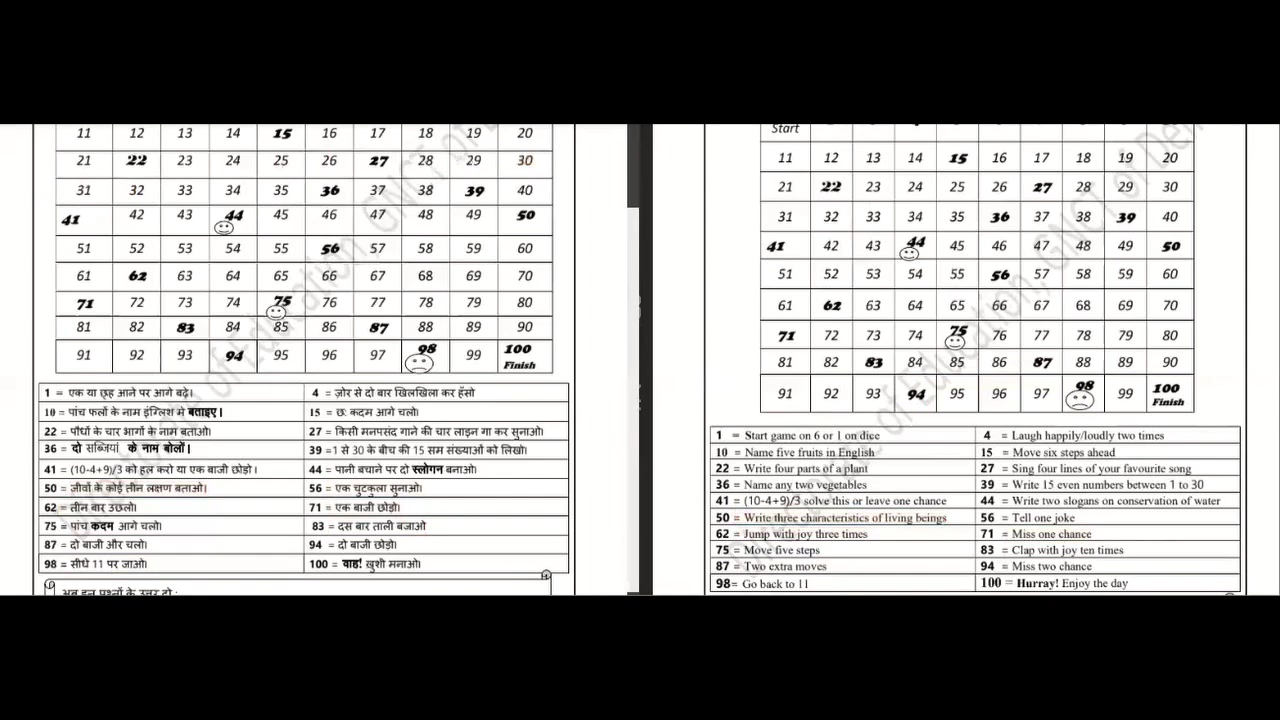 11 12 13 14 15 16 17 18 19 20
21 22 23 24 25 26 27 28 29 30
31 32 33 34 35 36 37 38 39 40
41 42 43 44 45 46 47 48 49 50
51 52 53 54 55 56 57 58 59 60
61 62 63 64 65 66 67 68 69 70
71 72 73 74 75 76 77 78 79 80
81 82 83 84 85 86 87 88 89 90
91 92 93 94 95 96 97 98 99 100
Finish
1 = एक या छह आने पर आगे बढ़े। 4 = ज़ोर से दो बार खिलखिला कर हँसो
10 = पांच फलों के नाम इंग्लिश मे बताइए। 15 = छ: कदम आगे चलो।
22 = पौधों के चार भागों के नाम बताओ। 27 = किसी मनपसंद गाने की चार लाइन गा कर सुनाओ।
36 = दो सब्जियां के नाम बोलों। 39 =1 से 30 के बीच की 15 सम संख्याओं को लिखो।
41 = (10-4+9)/3 को हल करो या एक बाजी छोड़ो। 44 = पानी बचाने पर दो स्लोगन बनाओ।
50 = जीवों के कोई तीन लक्षण बताओ। 56 = एक चुटकुला सुनाओ।
62 = तीन बार उछलो। 71 = एक बाजी छोड़ो।
75 = पांच कदम आगे चलो। 83 = दस बार ताली बजाओ
87 = दो बाजी और चलो। 94 = दो बाजी छोड़ो।
98 = सीधे 11 पर जाओ। 100 = वाह! खुशी मनाओ।
अब इन प्रश्नों के उत्तर दो :
Start
11 12 13 14 15 16 17 18 19 20
21 22 23 24 25 26 27 28 29 30
31 32 33 34 35 36 37 38 39 40
41 42 43 44 45 46 47 48 49 50
51 52 53 54 55 56 57 58 59 60
61 62 63 64 65 66 67 68 69 70
71 72 73 74 75 76 77 78 79 80
81 82 83 84 85 86 87 88 89 90
91 92 93 94 95 96 97 98 99 100
Finish
1 = Start game on 6 or 1 on dice 4 = Laugh happily/loudly two times
10 = Name five fruits in English 15 = Move six steps ahead
22 = Write four parts of a plant 27 = Sing four lines of your favourite song
36 = Name any two vegetables 39 = Write 15 even numbers between 1 to 30
41 = (10-4+9)/3 solve this or leave one chance 44 = Write two slogans on conservation of water
50 = Write three characteristics of living beings 56 = Tell one joke
62 = Jump with joy three times 71 = Miss one chance
75 = Move five steps 83 = Clap with joy ten times
87 = Two extra moves 94 = Miss two chance
98= Go back to 11 100 = Hurray! Enjoy the day
of Education, GNCT of
of Education, GNCT of Del